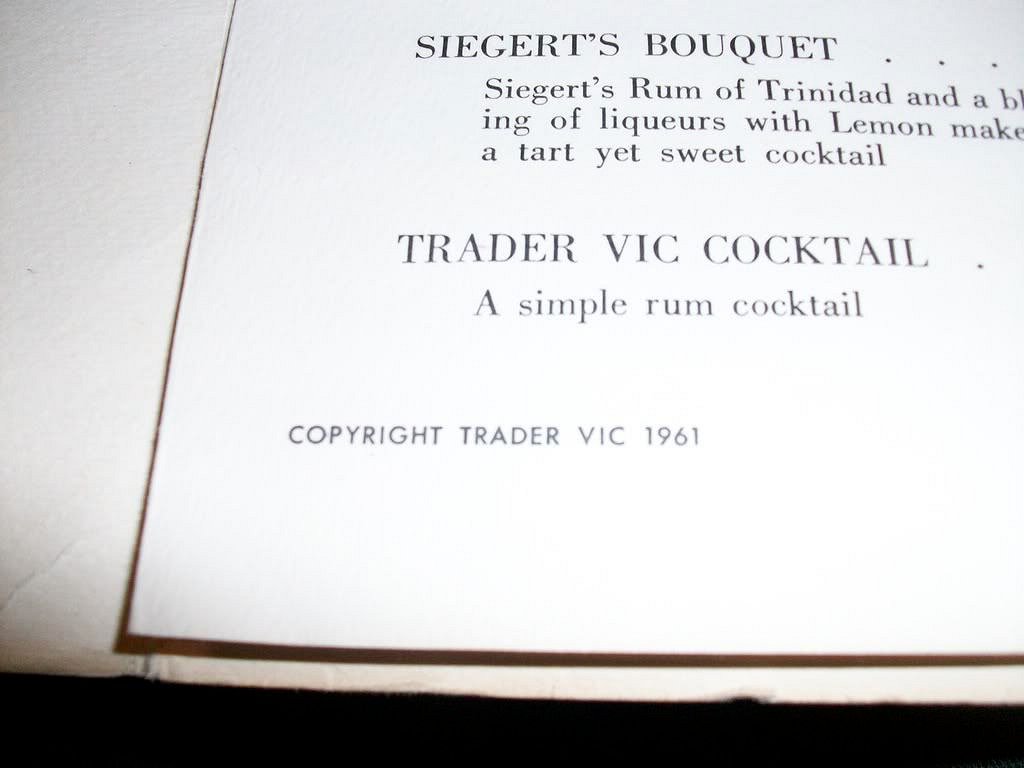 SIEGERT'S BOUQUET . . .
Siegert's Rum of Trinidad and a
ing of liqueurs with Lemon make
a tart yet sweet cocktail
TRADER VIC COCKTAIL .
A simple rum cocktail
COPYRIGHT TRADER VIC 1961